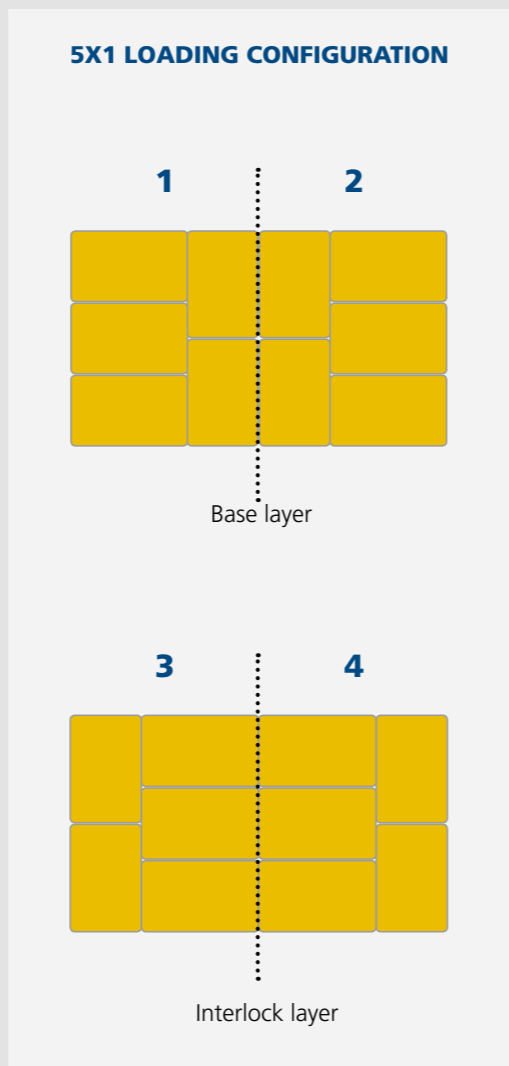 5X1 LOADING CONFIGURATION
1 2
Base layer
3 4
Interlock layer